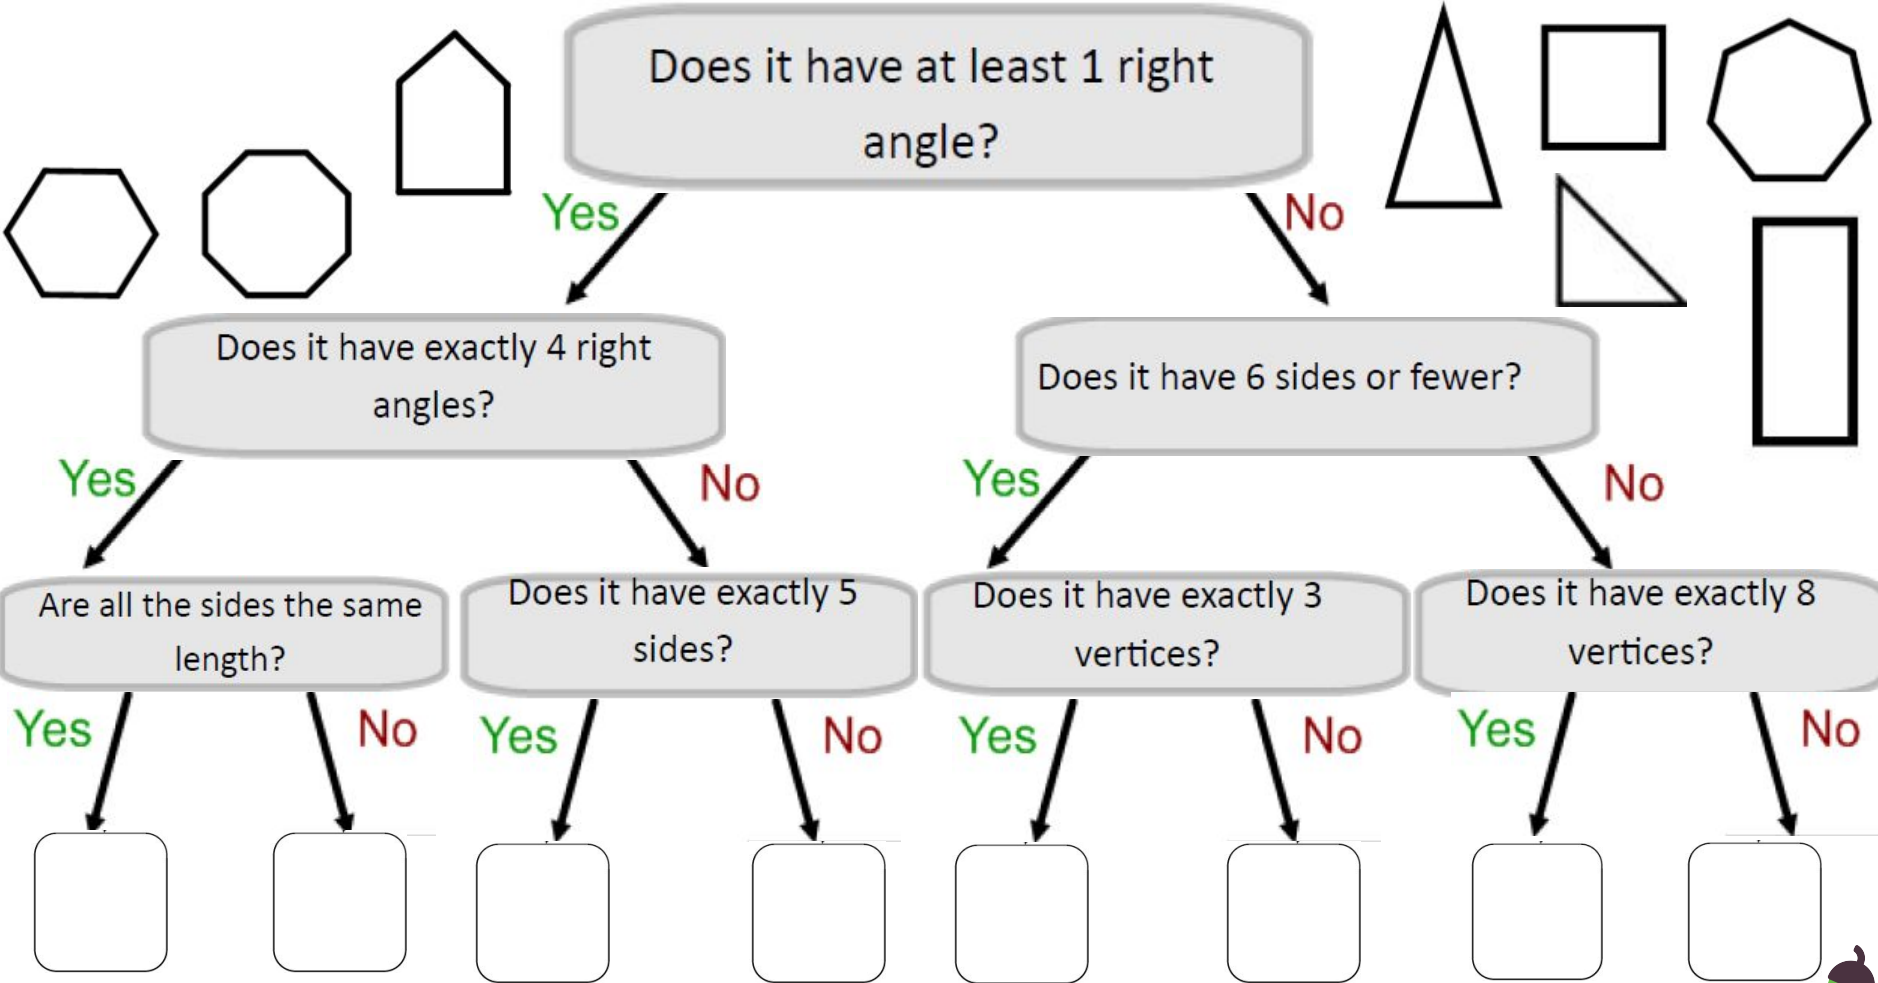 Does it have at least 1 right
angle?
Yes
No
Does it have exactly 4 right
angles?
Does it have 6 sides or fewer?
Yes
No
Yes
No
Are all the sides the same
length?
Does it have exactly 5
sides?
Does it have exactly 3
vertices?
Does it have exactly 8
vertices?
Yes
No
Yes
No
Yes
No
Yes
No